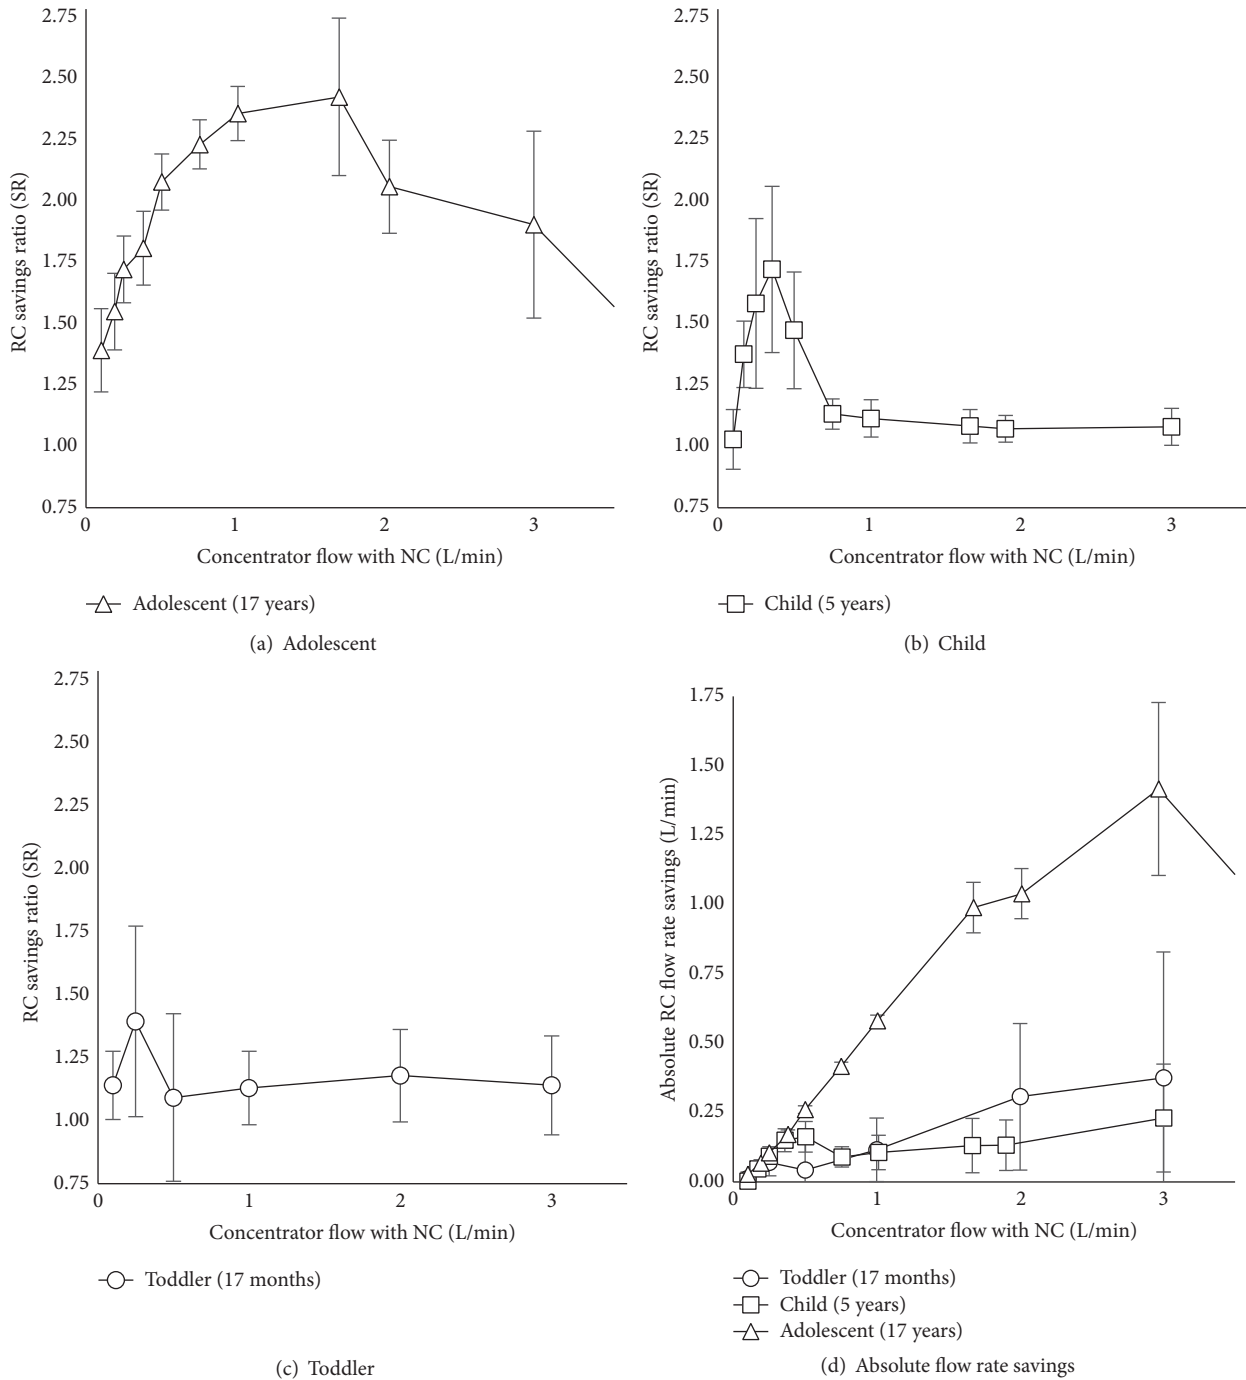 2.75
2.50
2.25
2.00
1.75
1.50
1.25
1.00
0.75
RC savings ratio (SR)
0 1 2 3
Concentrator flow with NC (L/min)
Adolescent (17 years)
(a) Adolescent
2.75
2.50
2.25
2.00
1.75
1.50
1.25
1.00
0.75
RC savings ratio (SR)
0 1 2 3
Concentrator flow with NC (L/min)
Child (5 years)
(b) Child
2.75
2.50
2.25
2.00
1.75
1.50
1.25
1.00
0.75
RC savings ratio (SR)
0 1 2 3
Concentrator flow with NC (L/min)
Toddler (17 months)
(c) Toddler
1.75
1.50
1.25
1.00
0.75
0.50
0.25
0.00
Absolute RC flow rate savings (L/min)
0 1 2 3
Concentrator flow with NC (L/min)
Toddler (17 months)
Child (5 years)
Adolescent (17 years)
(d) Absolute flow rate savings